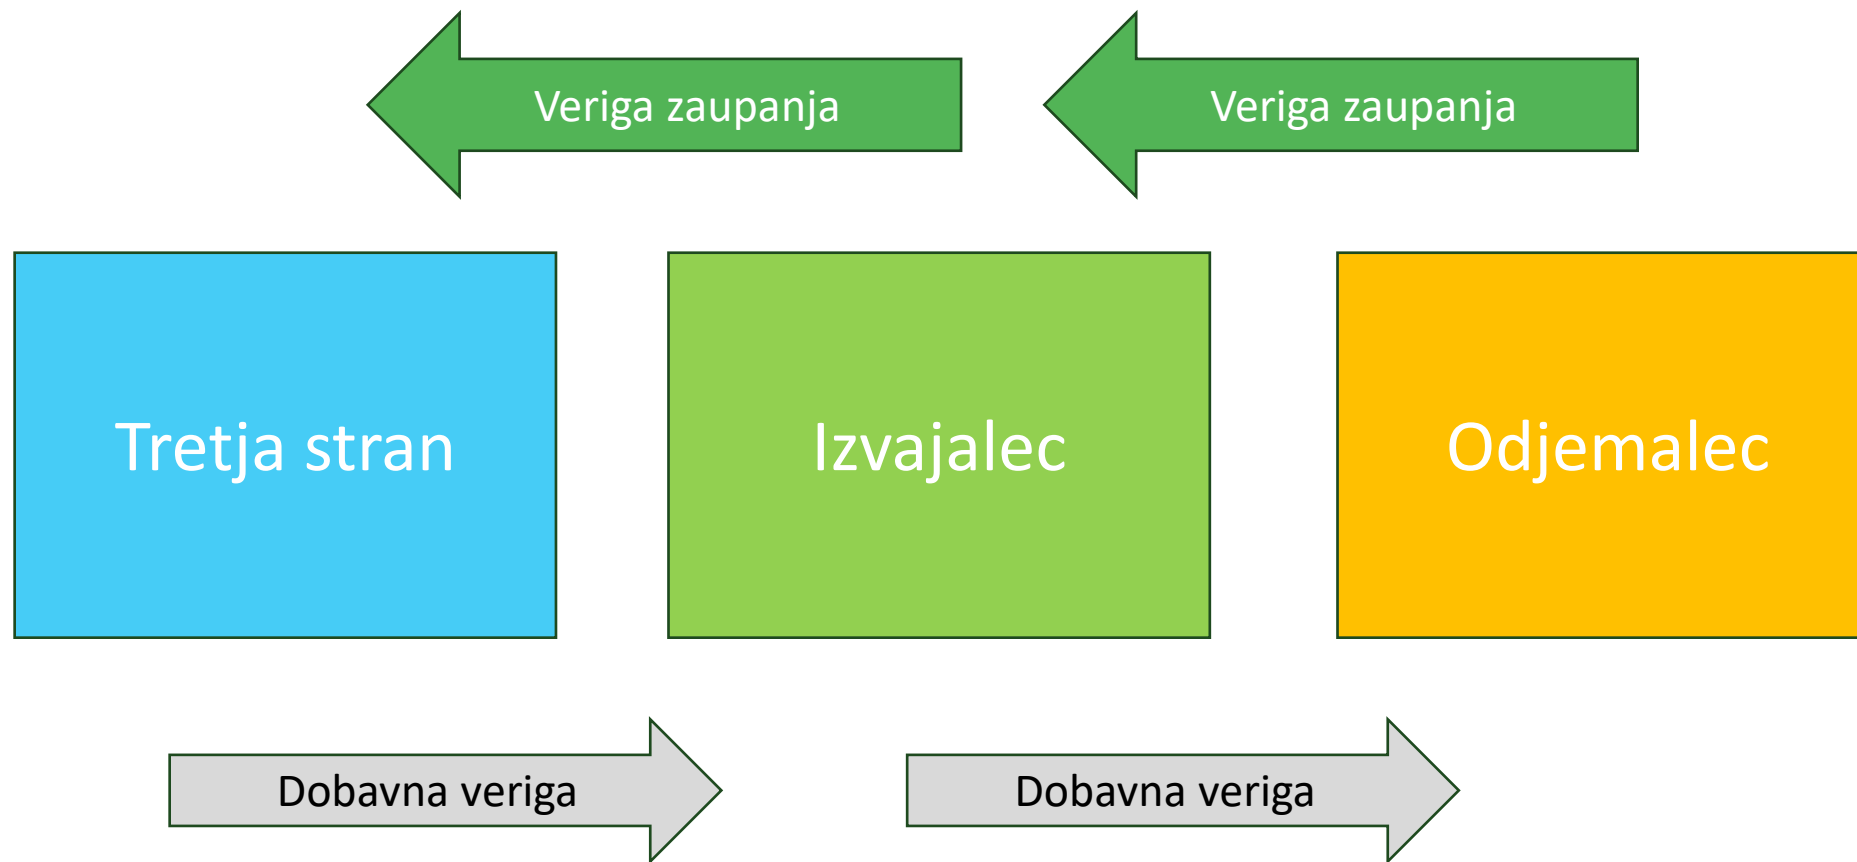 Veriga zaupanja
Veriga zaupanja
Tretja stran
Izvajalec
Odjemalec
Dobavna veriga
Dobavna veriga